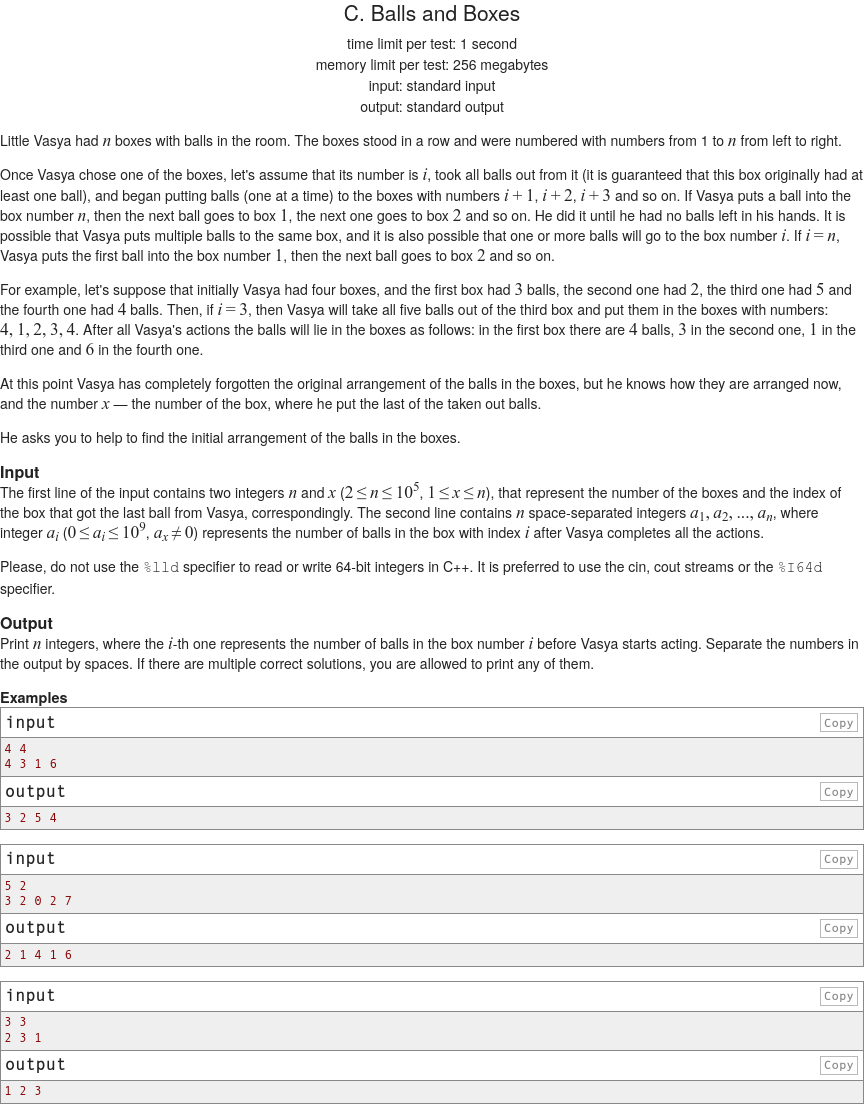 C. Balls and Boxes
time limit per test: 1 second
memory limit per test: 256 megabytes
input: standard input
output: standard output
Little Vasya had n boxes with balls in the room. The boxes stood in a row and were numbered with numbers from 1 to n from left to right.
Once Vasya chose one of the boxes, let's assume that its number is i, took all balls out from it (it is guaranteed that this box originally had at
least one ball), and began putting balls (one at a time) to the boxes with numbers i + 1, i + 2, i + 3 and so on. If Vasya puts a ball into the
box number n, then the next ball goes to box 1, the next one goes to box 2 and so on. He did it until he had no balls left in his hands. It is
possible that Vasya puts multiple balls to the same box, and it is also possible that one or more balls will go to the box number i. If i = n,
Vasya puts the first ball into the box number 1, then the next ball goes to box 2 and so on.
For example, let's suppose that initially Vasya had four boxes, and the first box had 3 balls, the second one had 2, the third one had 5 and
the fourth one had 4 balls. Then, if i = 3, then Vasya will take all five balls out of the third box and put them in the boxes with numbers:
4, 1, 2, 3, 4. After all Vasya's actions the balls will lie in the boxes as follows: in the first box there are 4 balls, 3 in the second one, 1 in the
third one and 6 in the fourth one.
At this point Vasya has completely forgotten the original arrangement of the balls in the boxes, but he knows how they are arranged now,
and the number x — the number of the box, where he put the last of the taken out balls.
He asks you to help to find the initial arrangement of the balls in the boxes.
Input
The first line of the input contains two integers n and x (2 ≤ n ≤ 10^5, 1 ≤ x ≤ n), that represent the number of the boxes and the index of
the box that got the last ball from Vasya, correspondingly. The second line contains n space-separated integers a_1, a_2, ..., a_n, where
integer a_i (0 ≤ a_i ≤ 10^9, a_x ≠ 0) represents the number of balls in the box with index i after Vasya completes all the actions.
Please, do not use the %lld specifier to read or write 64-bit integers in C++. It is preferred to use the cin, cout streams or the %I64d
specifier.
Output
Print n integers, where the i-th one represents the number of balls in the box number i before Vasya starts acting. Separate the numbers in
the output by spaces. If there are multiple correct solutions, you are allowed to print any of them.
Examples
input Copy
4 4
4 3 1 6
output Copy
3 2 5 4
input Copy
5 2
3 2 0 2 7
output Copy
2 1 4 1 6
input Copy
3 3
2 3 1
output Copy
1 2 3